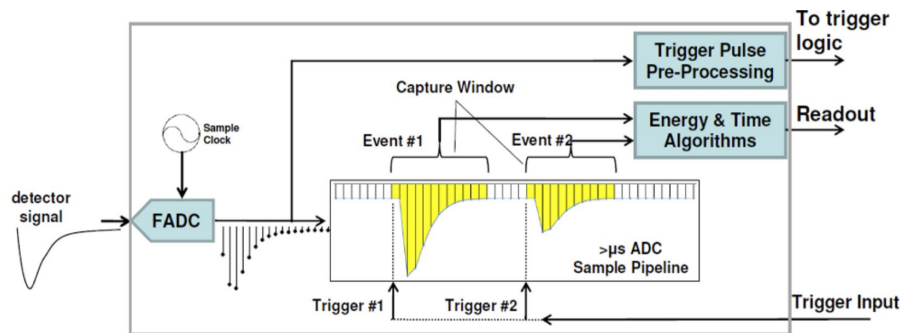 To trigger
logic
Trigger Pulse
Pre-Processing
Capture Window
Sample
Clock
Energy & Time
Algorithms
Readout
Event #1
Event #2
detector
signal
FADC
>µs ADC
Sample Pipeline
Trigger #1
Trigger #2
Trigger Input